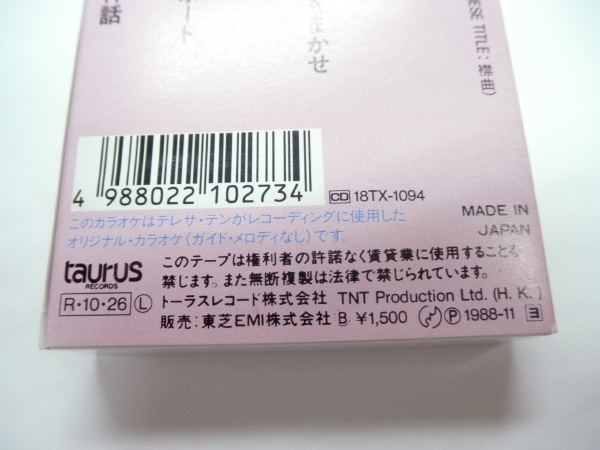 話
ート
まかせ
ESE TITLE: 襟曲)
4 988022 102734
CD 18TX-1094
このカラオケはテレサ・テンがレコーディングに使用した
オリジナル・カラオケ(ガイド・メロディなし)です。
MADE IN
JAPAN
taurus
RECORDS
このテープは権利者の許諾なく賃貸業に使用することを
禁じます。また無断複製は法律で禁じられています。
R・10・26 L
トーラスレコード株式会社 TNT Production Ltd. (H. K.)
販売:東芝EMI株式会社 B ¥1,500 Ⓟ 1988-11 ヨ